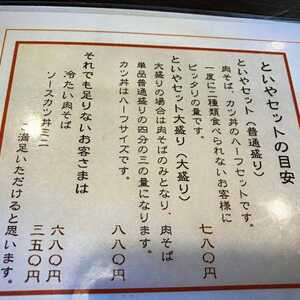 といやセットの目安
といやセット(普通盛り)
肉そば、カツ丼のハーフセットです。
一度に二種類食べられないお客様に
ピッタリの量です。
七八〇円
といやセット大盛り(大盛り)
大盛りの場合は肉そばのみとなり、肉そば
単品普通盛りの四分の三の量になります。
カツ丼はハーフサイズです。
八八〇円
それでも足りないお客さまは
冷たい肉そば 六八〇円
ソースカツ丼ミニ 三五〇円
ご満足いただけると思います。